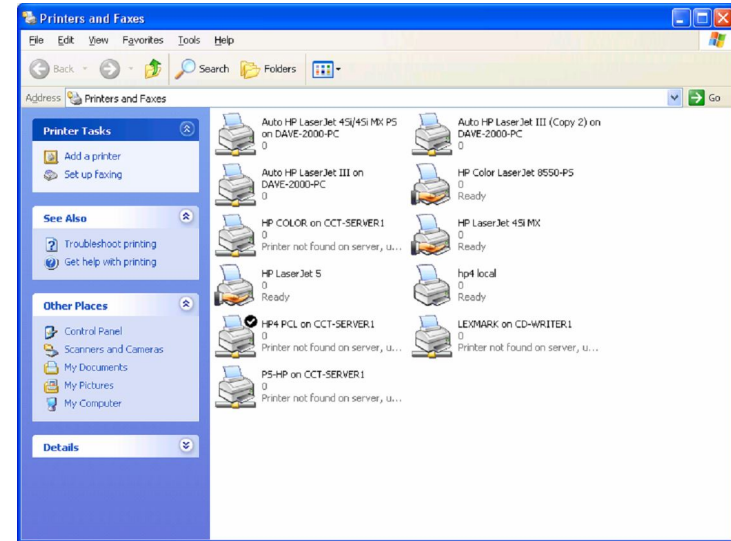 Printers and Faxes
File Edit View Favorites Tools Help
Back Search Folders
Address Printers and Faxes Go
Printer Tasks
Add a printer
Set up faxing
See Also
Troubleshoot printing
Get help with printing
Other Places
Control Panel
Scanners and Cameras
My Documents
My Pictures
My Computer
Details
Auto HP LaserJet 4Si/4Si MX PS
on DAVE-2000-PC
0
Auto HP LaserJet III (Copy 2) on
DAVE-2000-PC
0
Auto HP LaserJet III on
DAVE-2000-PC
0
HP Color LaserJet 8550-PS
0
Ready
HP COLOR on CCT-SERVER1
0
Printer not found on server, u...
HP LaserJet 4Si MX
0
Ready
HP LaserJet 5
0
Ready
hp4 local
0
Ready
HP4 PCL on CCT-SERVER1
0
Printer not found on server, u...
LEXMARK on CD-WRITER1
0
Printer not found on server, u...
PS-HP on CCT-SERVER1
0
Printer not found on server, u...